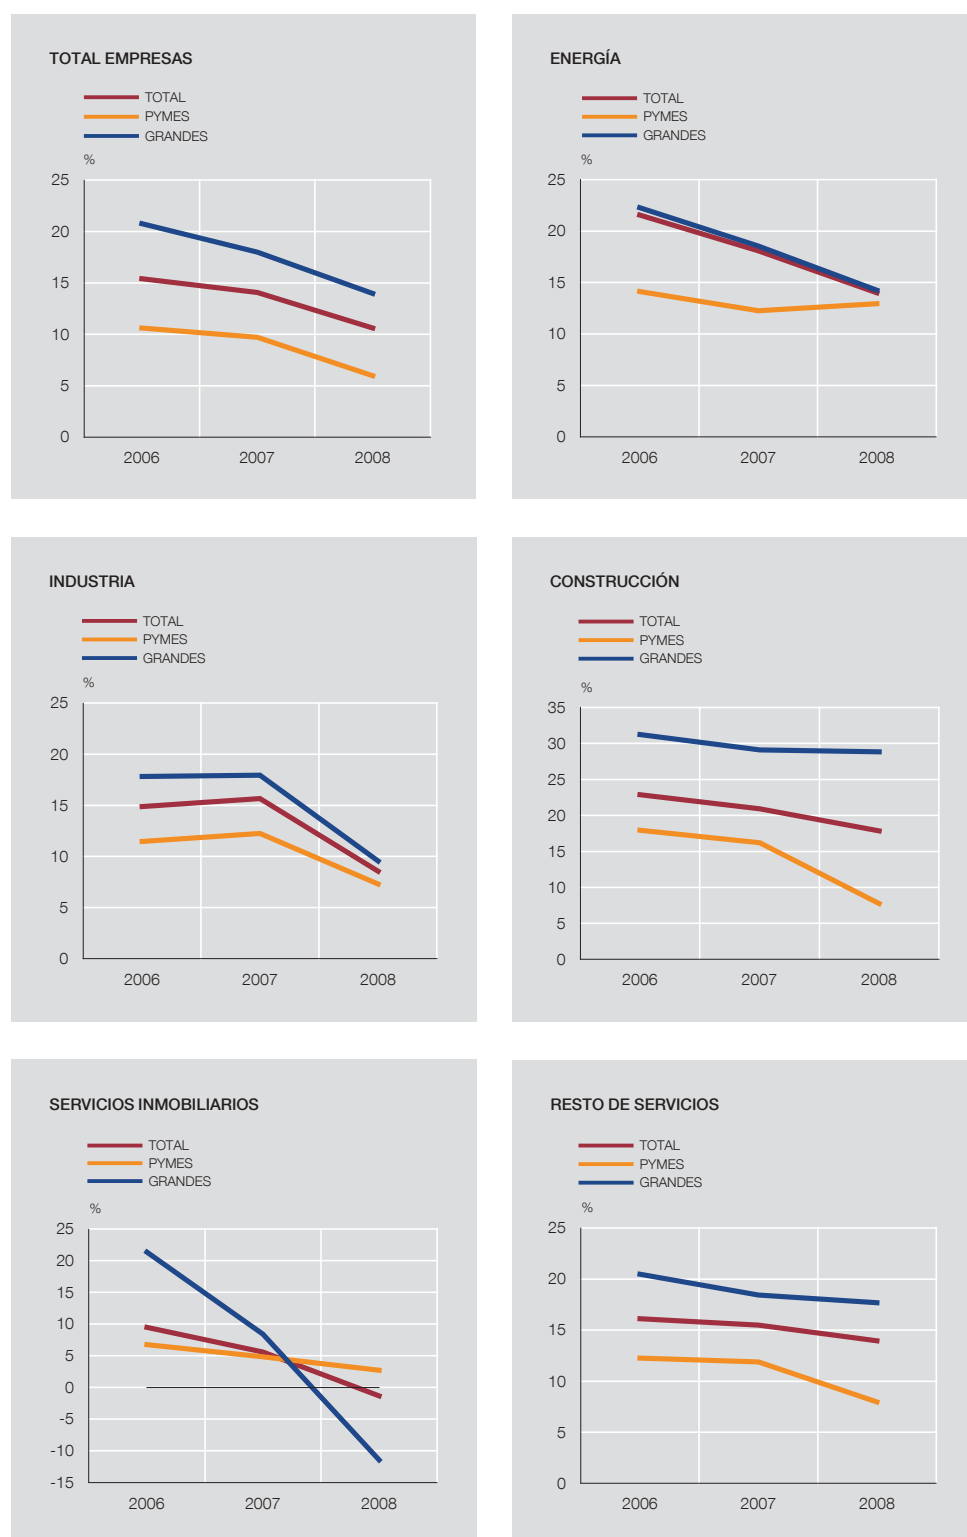 TOTAL EMPRESAS
TOTAL
PYMES
GRANDES
%
25
20
15
10
5
0
2006 2007 2008
ENERGÍA
TOTAL
PYMES
GRANDES
%
25
20
15
10
5
0
2006 2007 2008
INDUSTRIA
TOTAL
PYMES
GRANDES
%
25
20
15
10
5
0
2006 2007 2008
CONSTRUCCIÓN
TOTAL
PYMES
GRANDES
%
35
30
25
20
15
10
5
0
2006 2007 2008
SERVICIOS INMOBILIARIOS
TOTAL
PYMES
GRANDES
%
25
20
15
10
5
0
-5
-10
-15
2006 2007 2008
RESTO DE SERVICIOS
TOTAL
PYMES
GRANDES
%
25
20
15
10
5
0
2006 2007 2008